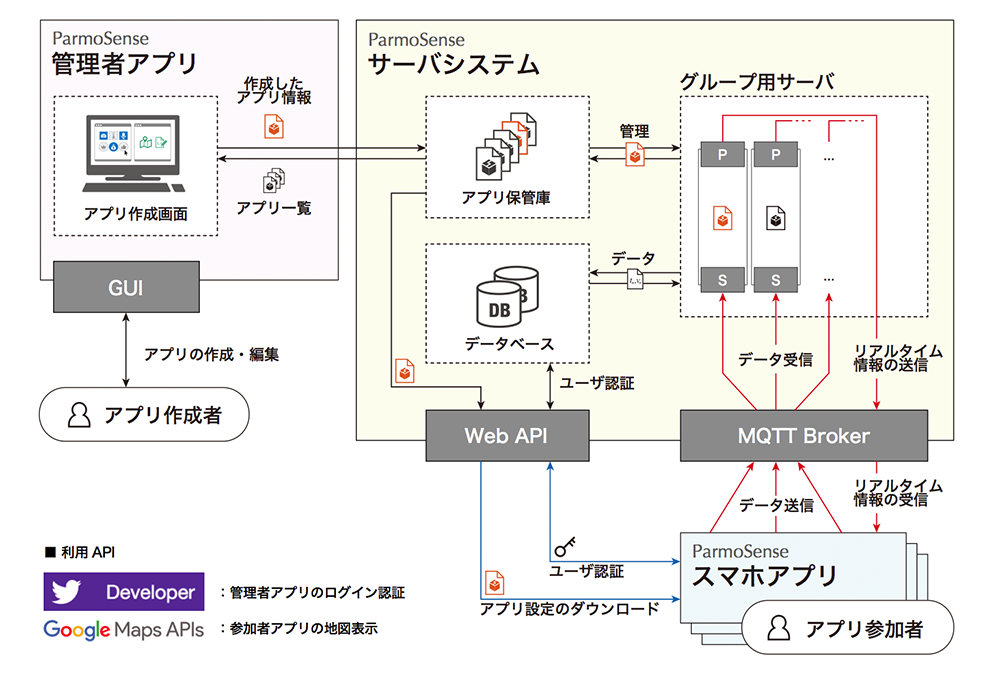 ParmoSense
管理者アプリ
アプリ作成画面
GUI
アプリの作成・編集
アプリ作成者
作成した
アプリ情報
アプリ一覧
ParmoSense
サーバシステム
アプリ保管庫
管理
グループ用サーバ
P
P
...
S
S
...
DB
データベース
データ
ユーザ認証
データ受信
リアルタイム
情報の送信
Web API
MQTT Broker
データ送信
リアルタイム
情報の受信
ユーザ認証
アプリ設定のダウンロード
ParmoSense
スマホアプリ
アプリ参加者
■ 利用 API
Developer
：管理者アプリのログイン認証
Google Maps APIs
：参加者アプリの地図表示